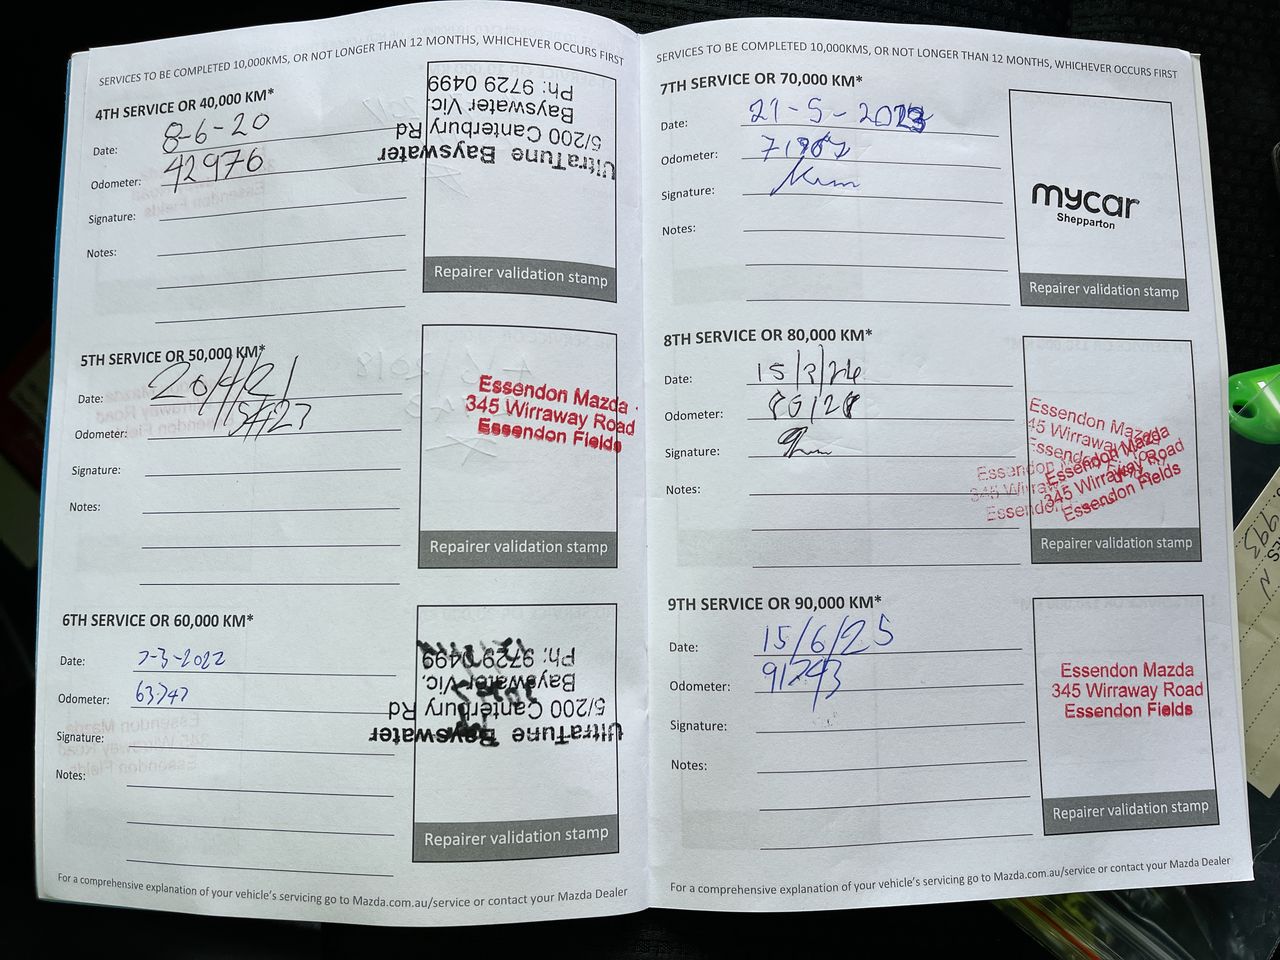 SERVICES TO BE COMPLETED 10,000KMS, OR NOT LONGER THAN 12 MONTHS, WHICHEVER OCCURS FIRST
4TH SERVICE OR 40,000 KM*
Date: 8-6-20
Odometer: 42976
Signature:
Notes:
UltraTune Bayswater
5/200 Canterbury Rd
Bayswater Vic.
Ph: 9729 0499
Repairer validation stamp
5TH SERVICE OR 50,000 KM*
Date: 20/4/21
Odometer:
Signature:
Notes:
Essendon Mazda
345 Wirraway Road
Essendon Fields
Repairer validation stamp
6TH SERVICE OR 60,000 KM*
Date: 7-3-2022
Odometer: 63747
Signature:
Notes:
UltraTune Bayswater
5/200 Canterbury Rd
Bayswater Vic.
Ph: 9729 0499
Repairer validation stamp
For a comprehensive explanation of your vehicle's servicing go to Mazda.com.au/service or contact your Mazda Dealer
SERVICES TO BE COMPLETED 10,000KMS, OR NOT LONGER THAN 12 MONTHS, WHICHEVER OCCURS FIRST
7TH SERVICE OR 70,000 KM*
Date: 21-5-2023
Odometer:
Signature:
Notes:
mycar
Shepparton
Repairer validation stamp
8TH SERVICE OR 80,000 KM*
Date:
Odometer:
Signature:
Notes:
Essendon Mazda
345 Wirraway Road
Essendon Fields
Repairer validation stamp
9TH SERVICE OR 90,000 KM*
Date: 15/6/25
Odometer: 91293
Signature:
Notes:
Essendon Mazda
345 Wirraway Road
Essendon Fields
Repairer validation stamp
For a comprehensive explanation of your vehicle's servicing go to Mazda.com.au/service or contact your Mazda Dealer